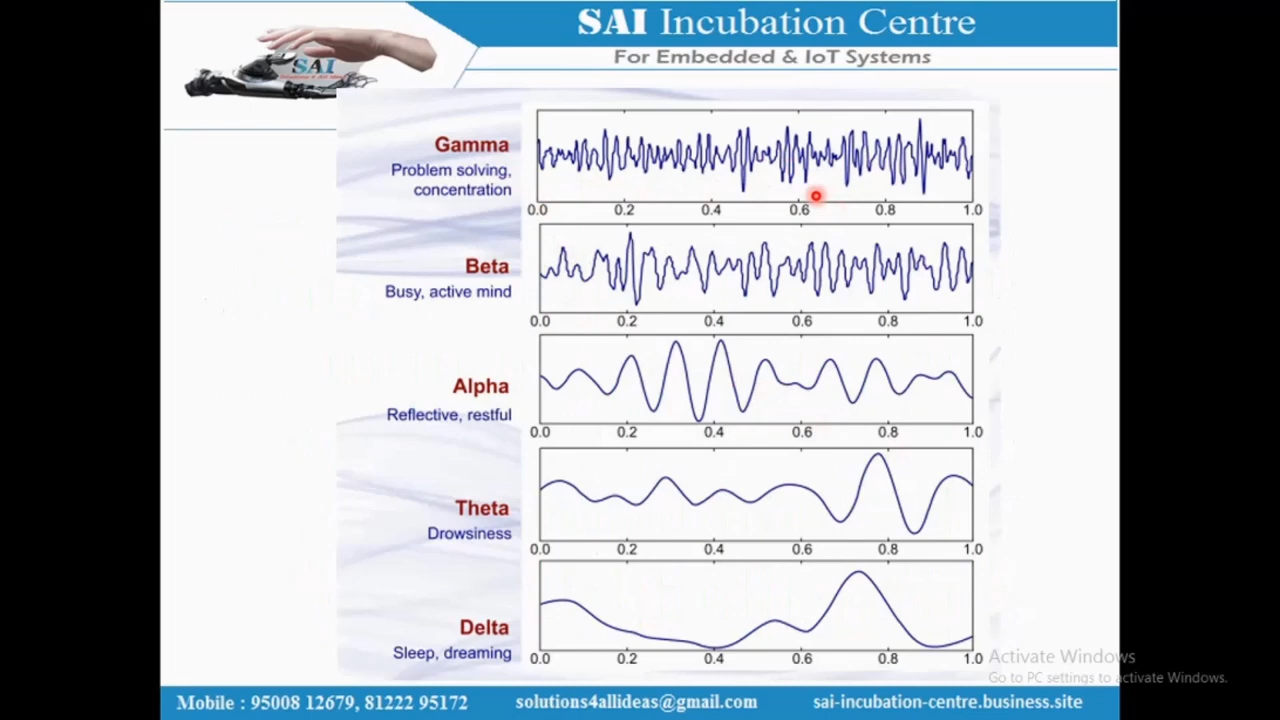 SAI Incubation Centre
For Embedded & IoT Systems
SAI
Gamma
Problem solving,
concentration
0.0 0.2 0.4 0.6 0.8 1.0
Beta
Busy, active mind
0.0 0.2 0.4 0.6 0.8 1.0
Alpha
Reflective, restful
0.0 0.2 0.4 0.6 0.8 1.0
Theta
Drowsiness
0.0 0.2 0.4 0.6 0.8 1.0
Delta
Sleep, dreaming
0.0 0.2 0.4 0.6 0.8 1.0
Activate Windows
Go to PC settings to activate Windows.
Mobile : 95008 12679, 81222 95172 solutions4allideas@gmail.com sai-incubation-centre.business.site